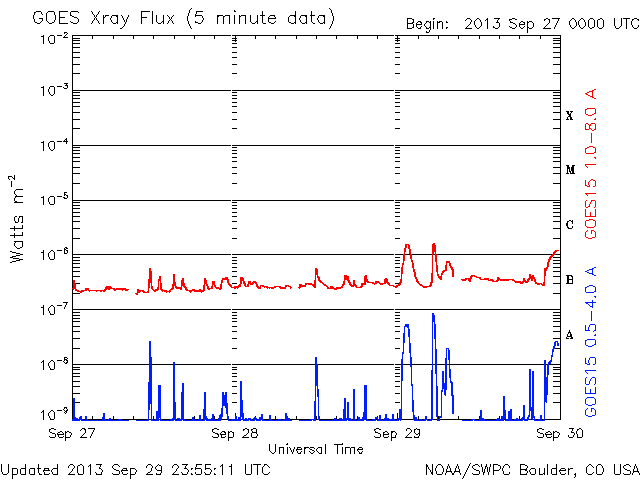 GOES Xray Flux (5 minute data)
Begin: 2013 Sep 27 0000 UTC
10⁻²
10⁻³
10⁻⁴
10⁻⁵
10⁻⁶
10⁻⁷
10⁻⁸
10⁻⁹
Watts m⁻²
X
M
C
B
A
GOES15 1.0-8.0 A
GOES15 0.5-4.0 A
Sep 27 Sep 28 Sep 29 Sep 30
Universal Time
Updated 2013 Sep 29 23:55:11 UTC
NOAA/SWPC Boulder, CO USA